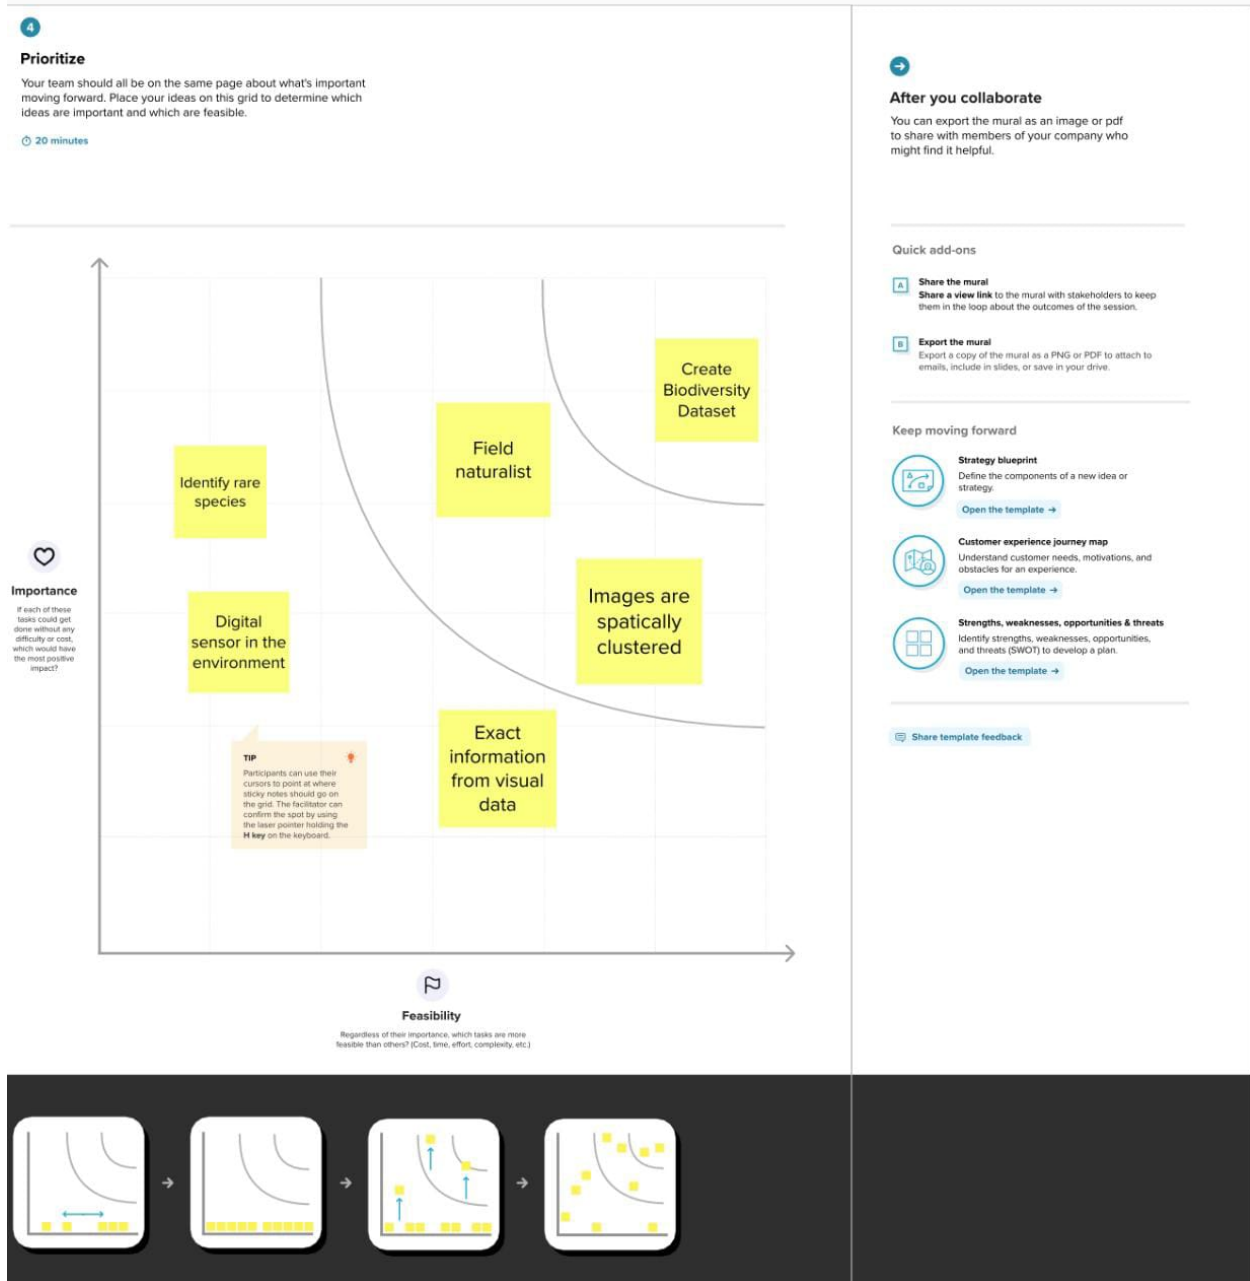 4
Prioritize
Your team should all be on the same page about what's important
moving forward. Place your ideas on this grid to determine which
ideas are important and which are feasible.
20 minutes
Create
Biodiversity
Dataset
Field
naturalist
Identify rare
species
Images are
spatically
clustered
Digital
sensor in the
environment
Exact
information
from visual
data
TIP
Participants can use their
cursors to point at where
sticky notes should go on
the grid. The facilitator can
confirm the spot by using
the laser pointer holding the
H key on the keyboard.
Importance
If each of these
tasks could get
done without any
difficulty or cost,
which would have
the most positive
impact?
Feasibility
Regardless of their importance, which tasks are more
feasible than others? (Cost, time, effort, complexity, etc.)
After you collaborate
You can export the mural as an image or pdf
to share with members of your company who
might find it helpful.
Quick add-ons
A
Share the mural
Share a view link to the mural with stakeholders to keep
them in the loop about the outcomes of the session.
B
Export the mural
Export a copy of the mural as a PNG or PDF to attach to
emails, include in slides, or save in your drive.
Keep moving forward
Strategy blueprint
Define the components of a new idea or
strategy.
Open the template →
Customer experience journey map
Understand customer needs, motivations, and
obstacles for an experience.
Open the template →
Strengths, weaknesses, opportunities & threats
Identify strengths, weaknesses, opportunities,
and threats (SWOT) to develop a plan.
Open the template →
Share template feedback